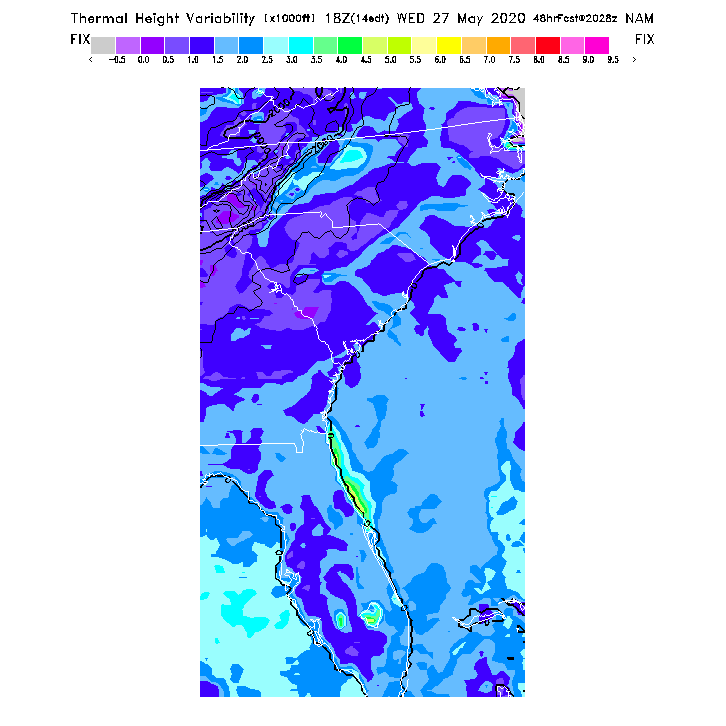 Thermal Height Variability [x1000ft] 18Z(14edt) WED 27 May 2020 48hrFcst@2028z NAM
FIX FIX
< -0.5 0.0 0.5 1.0 1.5 2.0 2.5 3.0 3.5 4.0 4.5 5.0 5.5 6.0 6.5 7.0 7.5 8.0 8.5 9.0 9.5 >